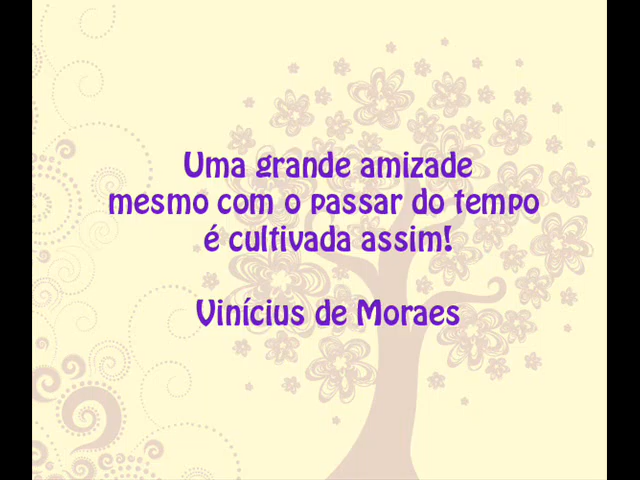 Uma grande amizade
mesmo com o passar do tempo
é cultivada assim!
Vinícius de Moraes